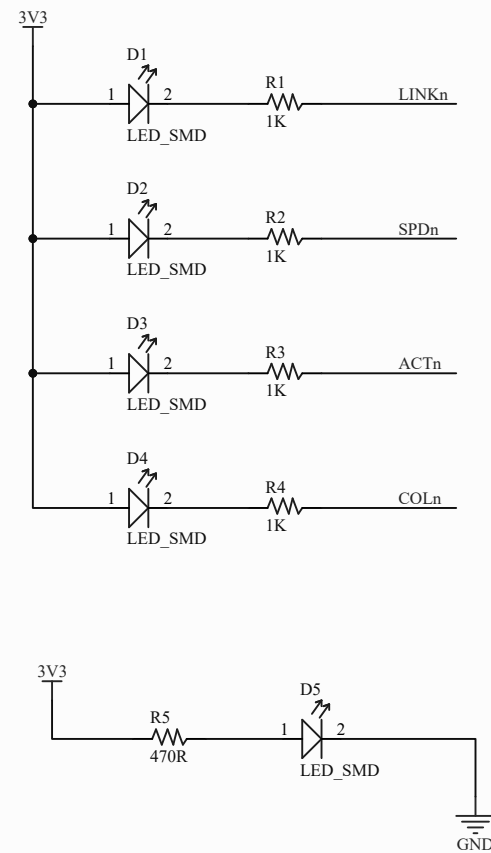 3V3
D1
1 2
LED_SMD
R1
1K
LINKn
D2
1 2
LED_SMD
R2
1K
SPDn
D3
1 2
LED_SMD
R3
1K
ACTn
D4
1 2
LED_SMD
R4
1K
COLn
3V3
R5
470R
D5
1 2
LED_SMD
GND